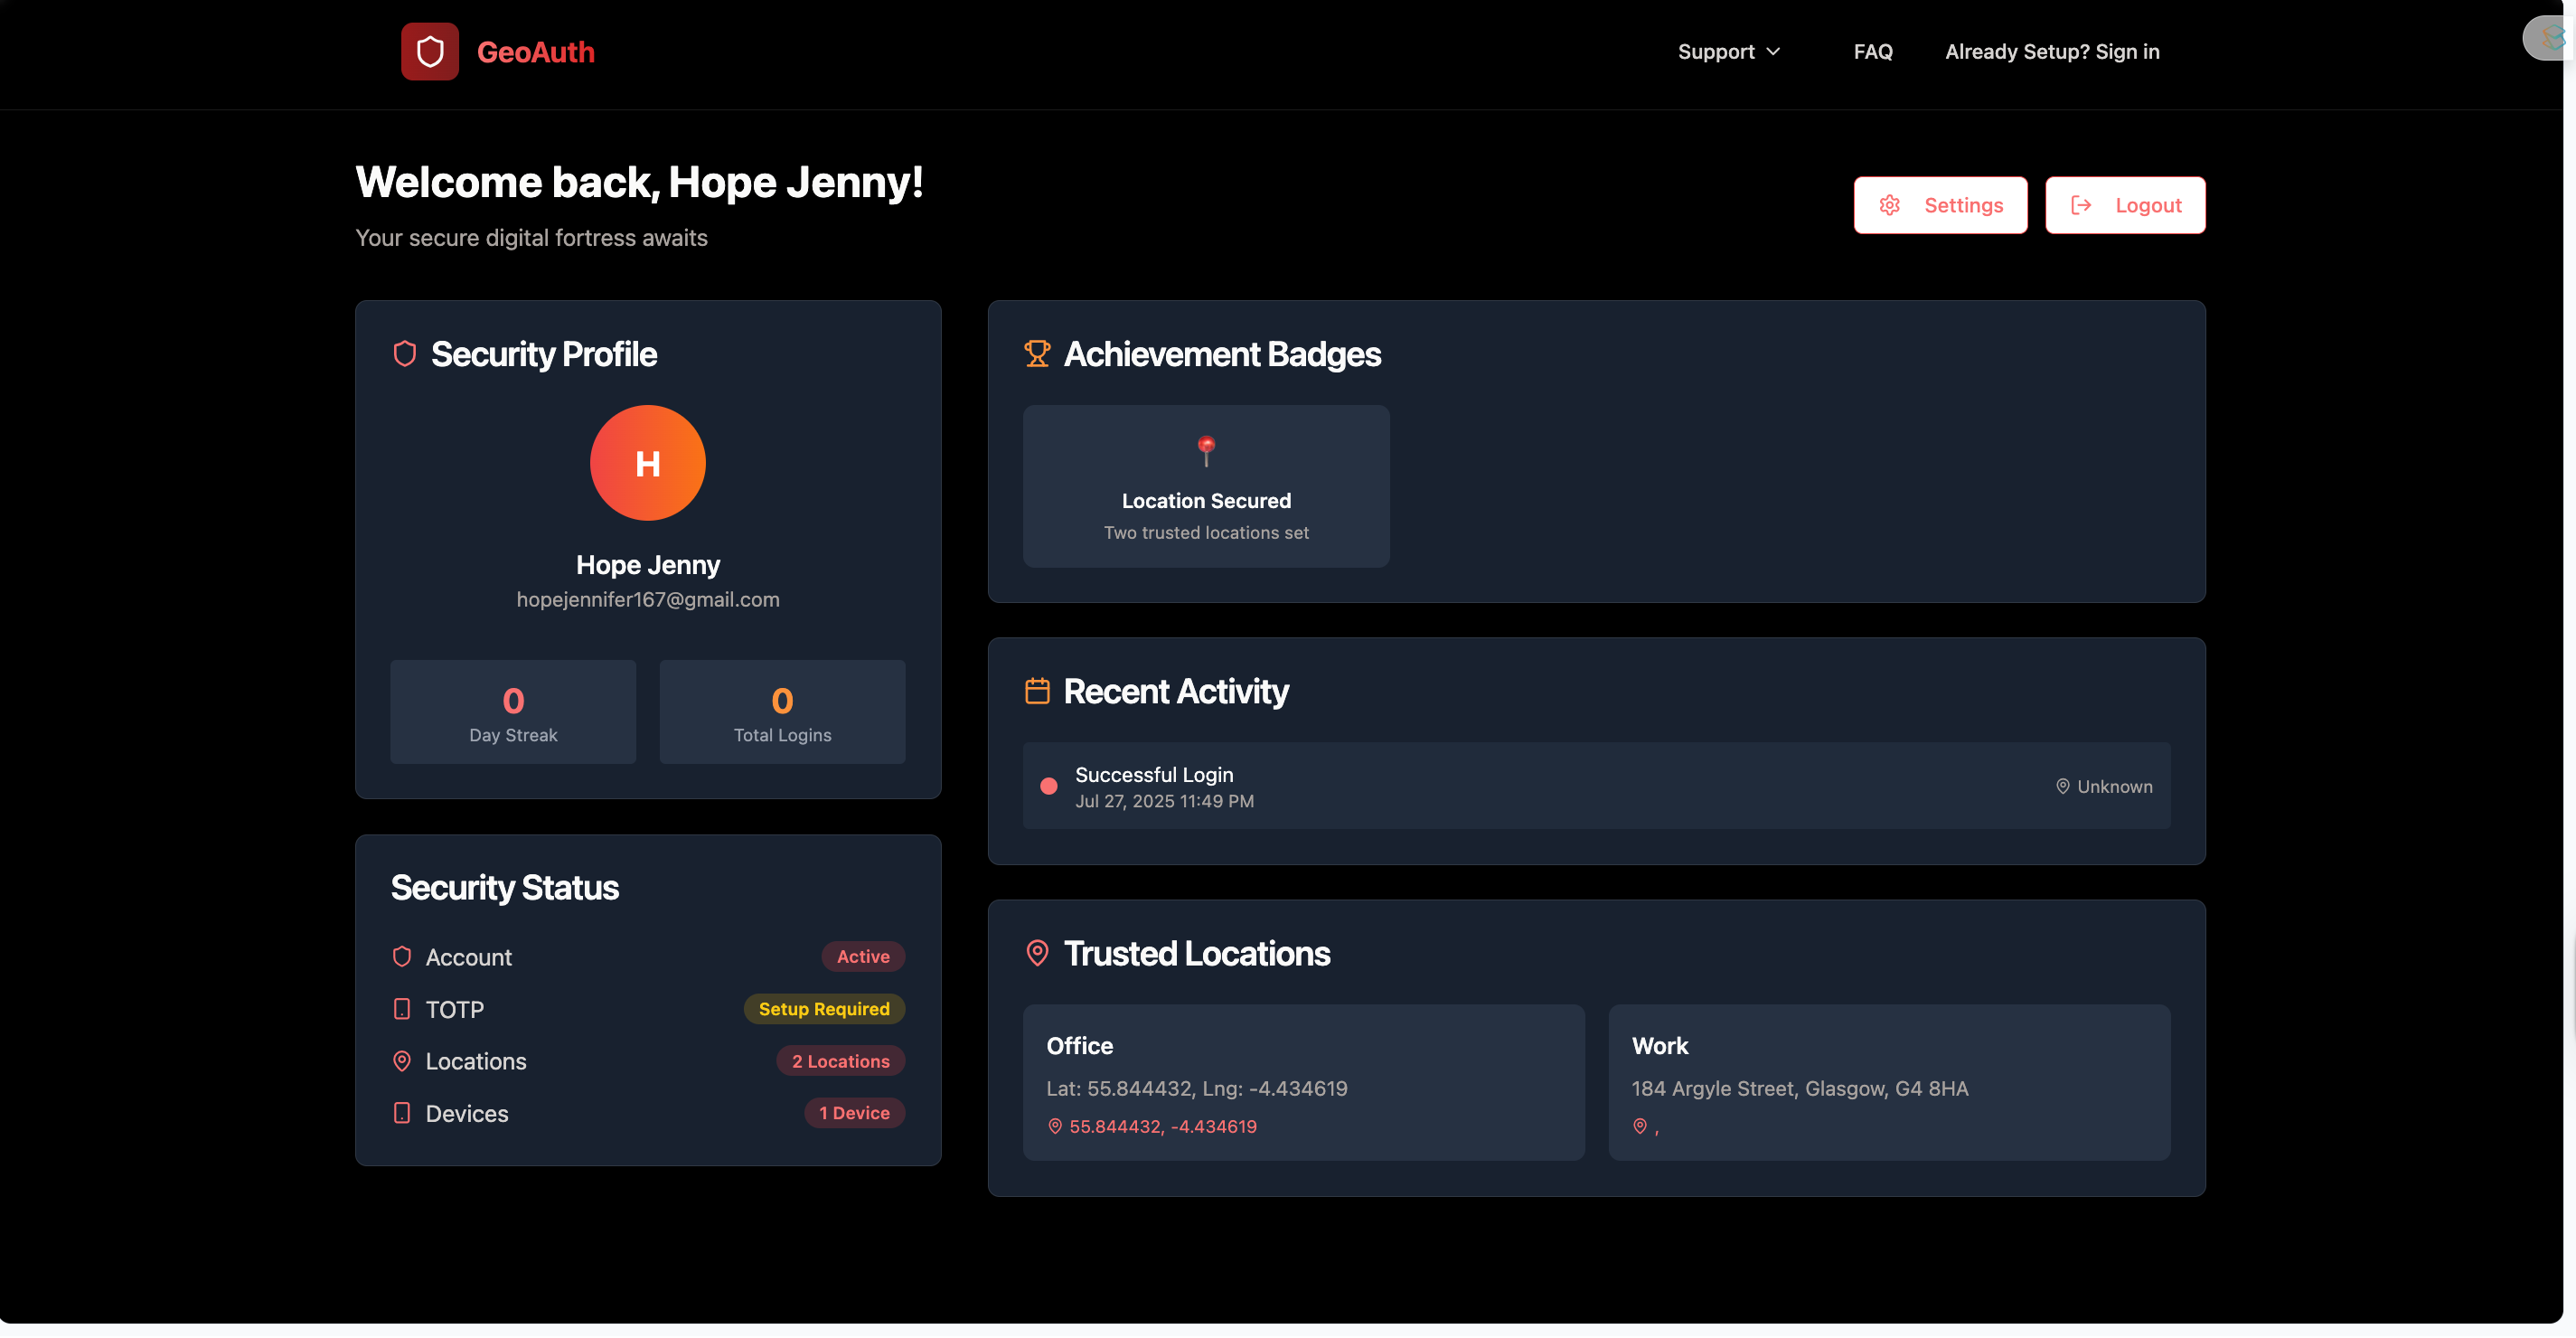 GeoAuth
Support
FAQ
Already Setup? Sign in
Welcome back, Hope Jenny!
Your secure digital fortress awaits
Settings
Logout
Security Profile
H
Hope Jenny
hopejennifer167@gmail.com
0
Day Streak
0
Total Logins
Security Status
Account
Active
TOTP
Setup Required
Locations
2 Locations
Devices
1 Device
Achievement Badges
Location Secured
Two trusted locations set
Recent Activity
Successful Login
Jul 27, 2025 11:49 PM
Unknown
Trusted Locations
Office
Lat: 55.844432, Lng: -4.434619
55.844432, -4.434619
Work
184 Argyle Street, Glasgow, G4 8HA
,